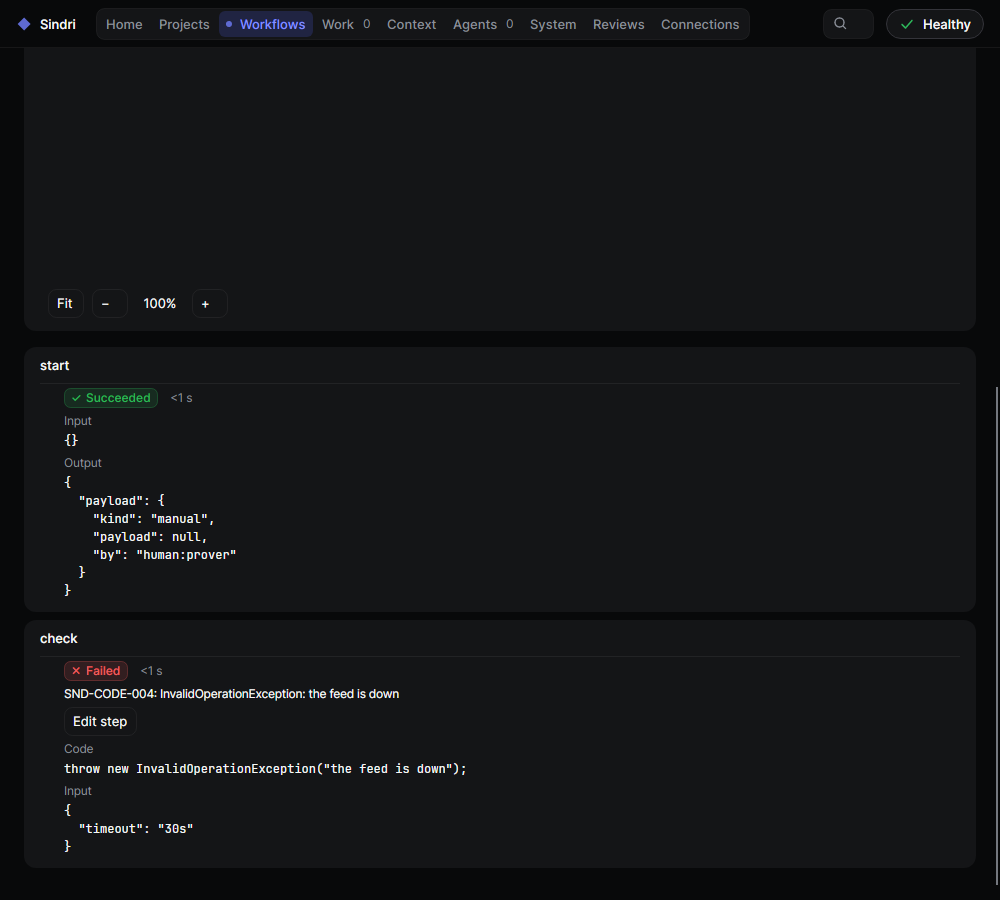 Sindri Home Projects Workflows Work 0 Context Agents 0 System Reviews Connections Healthy
Fit − 100% +
start
Succeeded <1 s
Input
{}
Output
{
  "payload": {
    "kind": "manual",
    "payload": null,
    "by": "human:prover"
  }
}
check
Failed <1 s
SND-CODE-004: InvalidOperationException: the feed is down
Edit step
Code
throw new InvalidOperationException("the feed is down");
Input
{
  "timeout": "30s"
}